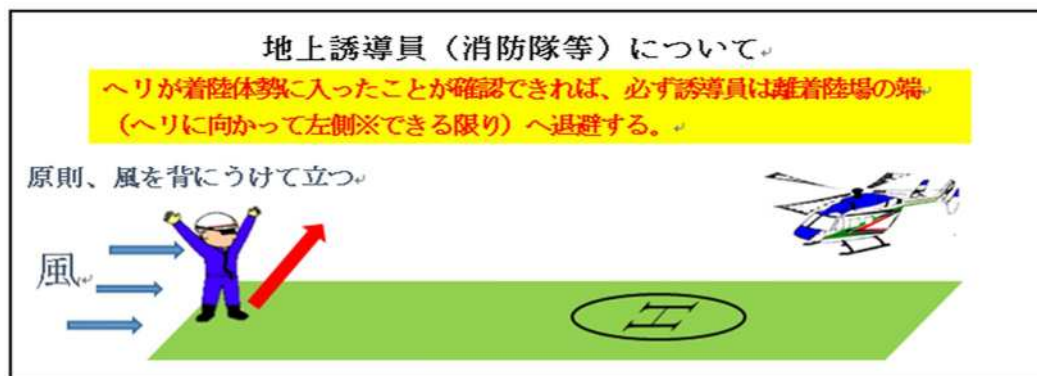 地上誘導員（消防隊等）について
ヘリが着陸体勢に入ったことが確認できれば、必ず誘導員は離着陸場の端
（ヘリに向かって左側※できる限り）へ退避する。
原則、風を背にうけて立つ
風
H